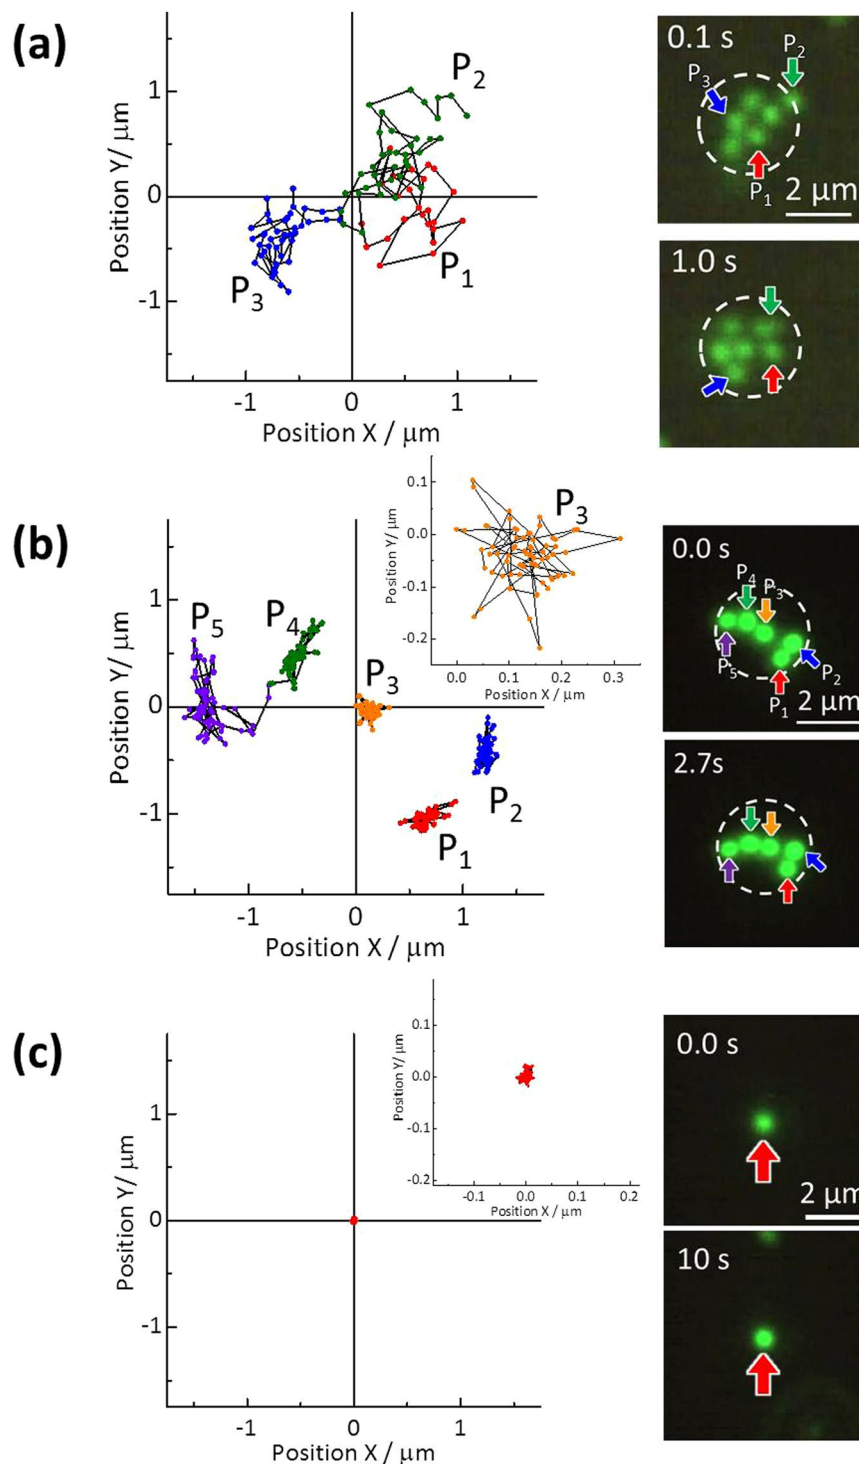 (a)
Position Y/ μm
1
0
-1
-1
0
1
Position X / μm
P2
P1
P3
0.1 s
P2
P3
P1
2 μm
1.0 s
(b)
Position Y/ μm
1
0
-1
-1
0
1
Position X / μm
P5
P4
P3
P2
P1
Position Y/ μm
0.1
0.0
-0.1
-0.2
0.0
0.1
0.2
0.3
Position X / μm
P3
0.0 s
P4
P3
P5
P2
P1
2 μm
2.7s
(c)
Position Y/ μm
1
0
-1
-1
0
1
Position X / μm
Position Y/ μm
0.1
0.0
-0.1
-0.2
-0.1
0.0
0.1
0.2
Position X / μm
0.0 s
2 μm
10 s